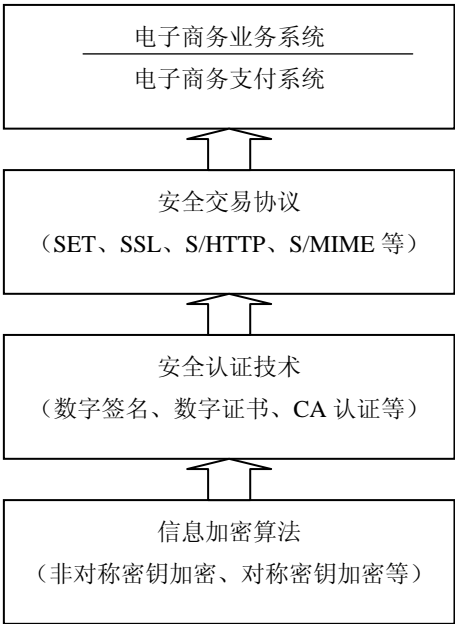 电子商务业务系统
电子商务支付系统
安全交易协议
（SET、SSL、S/HTTP、S/MIME 等）
安全认证技术
（数字签名、数字证书、CA 认证等）
信息加密算法
（非对称密钥加密、对称密钥加密等）